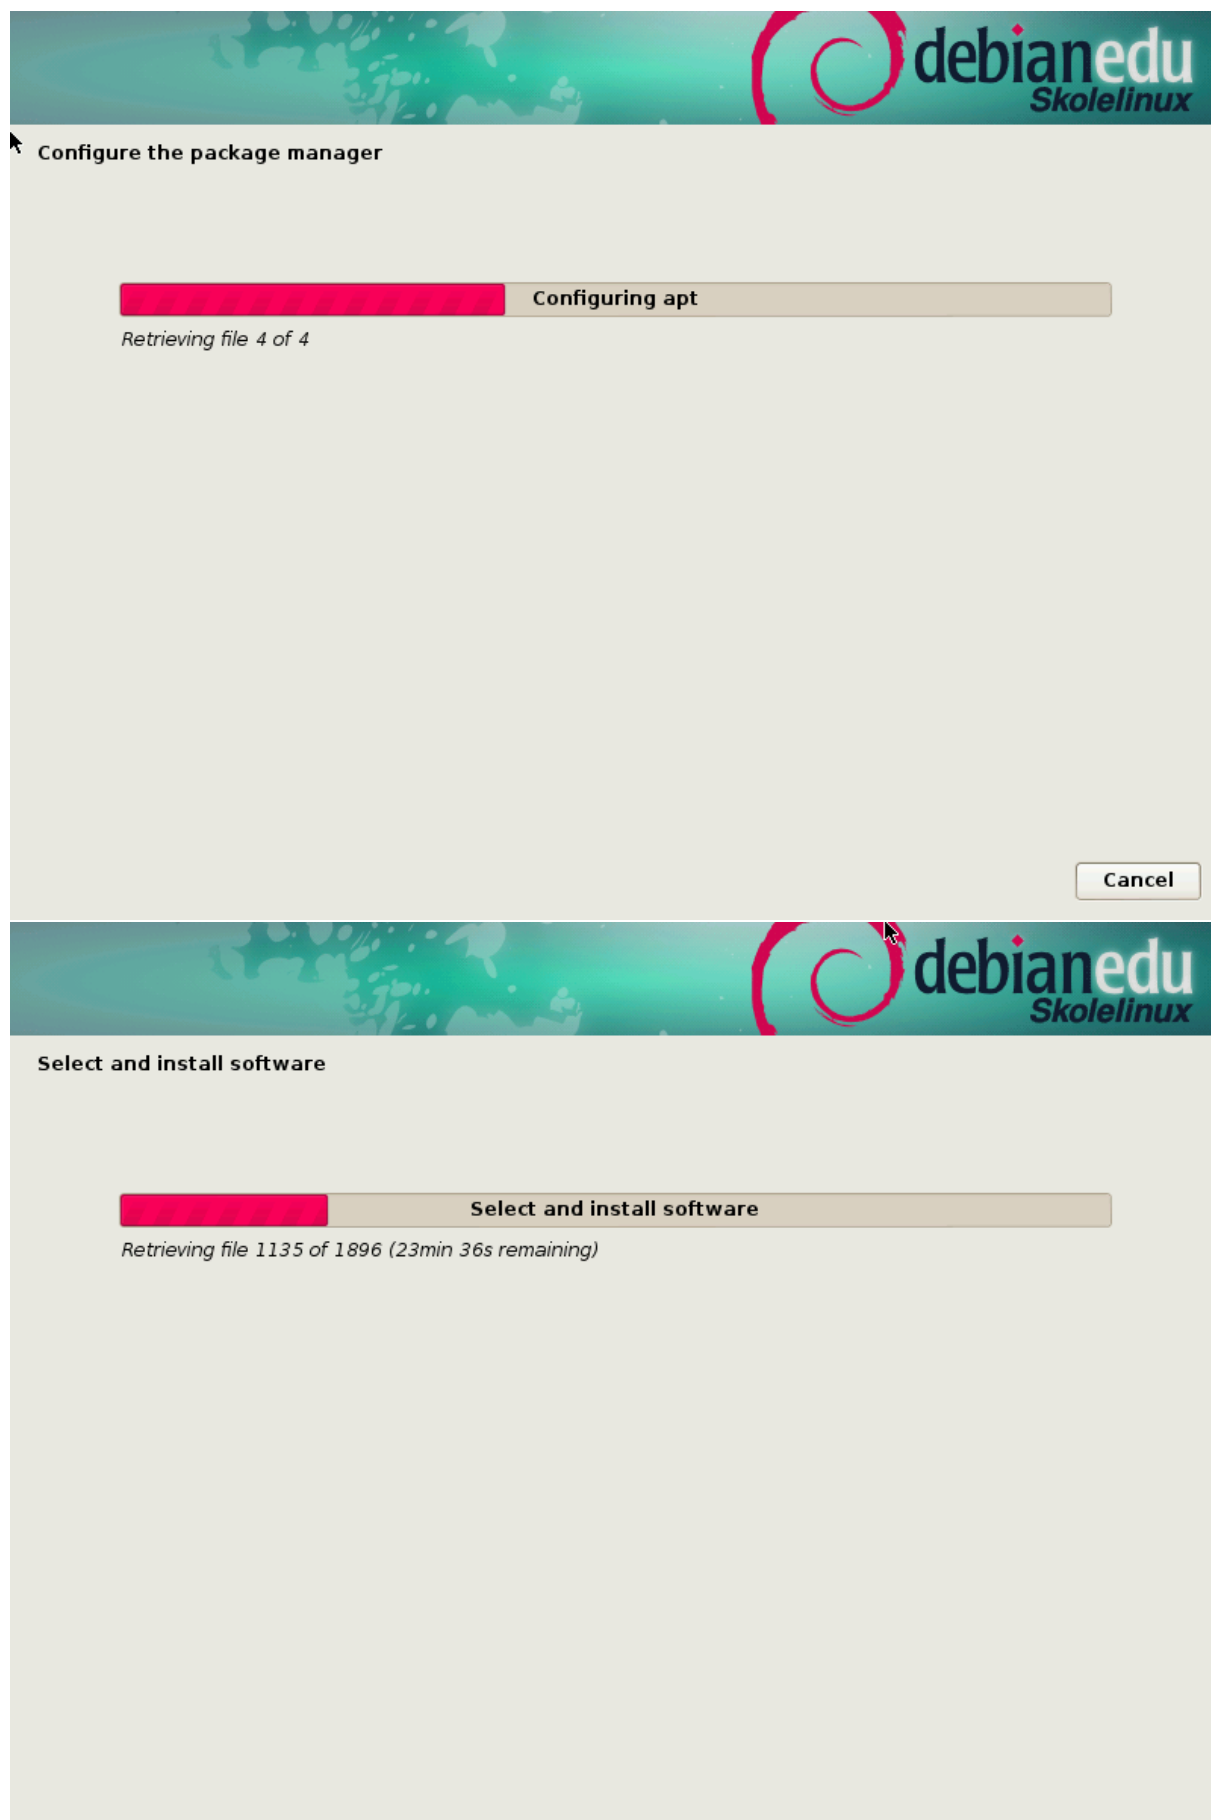 debianedu
Skolelinux
Configure the package manager
Configuring apt
Retrieving file 4 of 4
Cancel
debianedu
Skolelinux
Select and install software
Select and install software
Retrieving file 1135 of 1896 (23min 36s remaining)